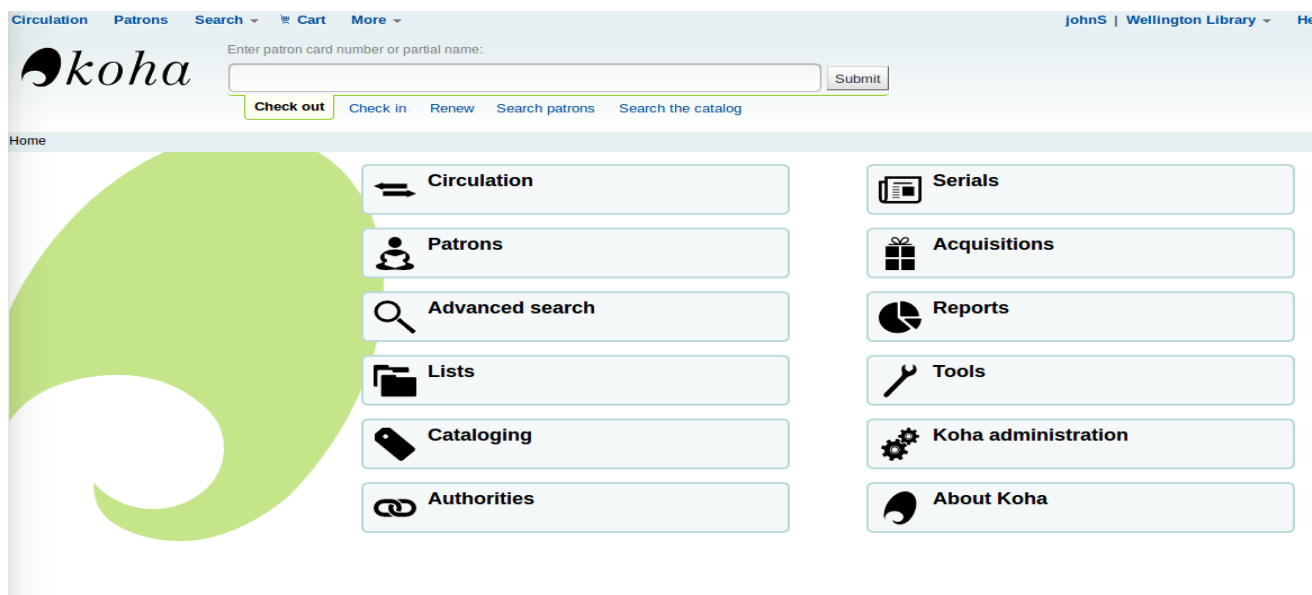 Circulation Patrons Search Cart More johnS | Wellington Library
koha
Enter patron card number or partial name:
Submit
Check out Check in Renew Search patrons Search the catalog
Home
Circulation Serials
Patrons Acquisitions
Advanced search Reports
Lists Tools
Cataloging Koha administration
Authorities About Koha